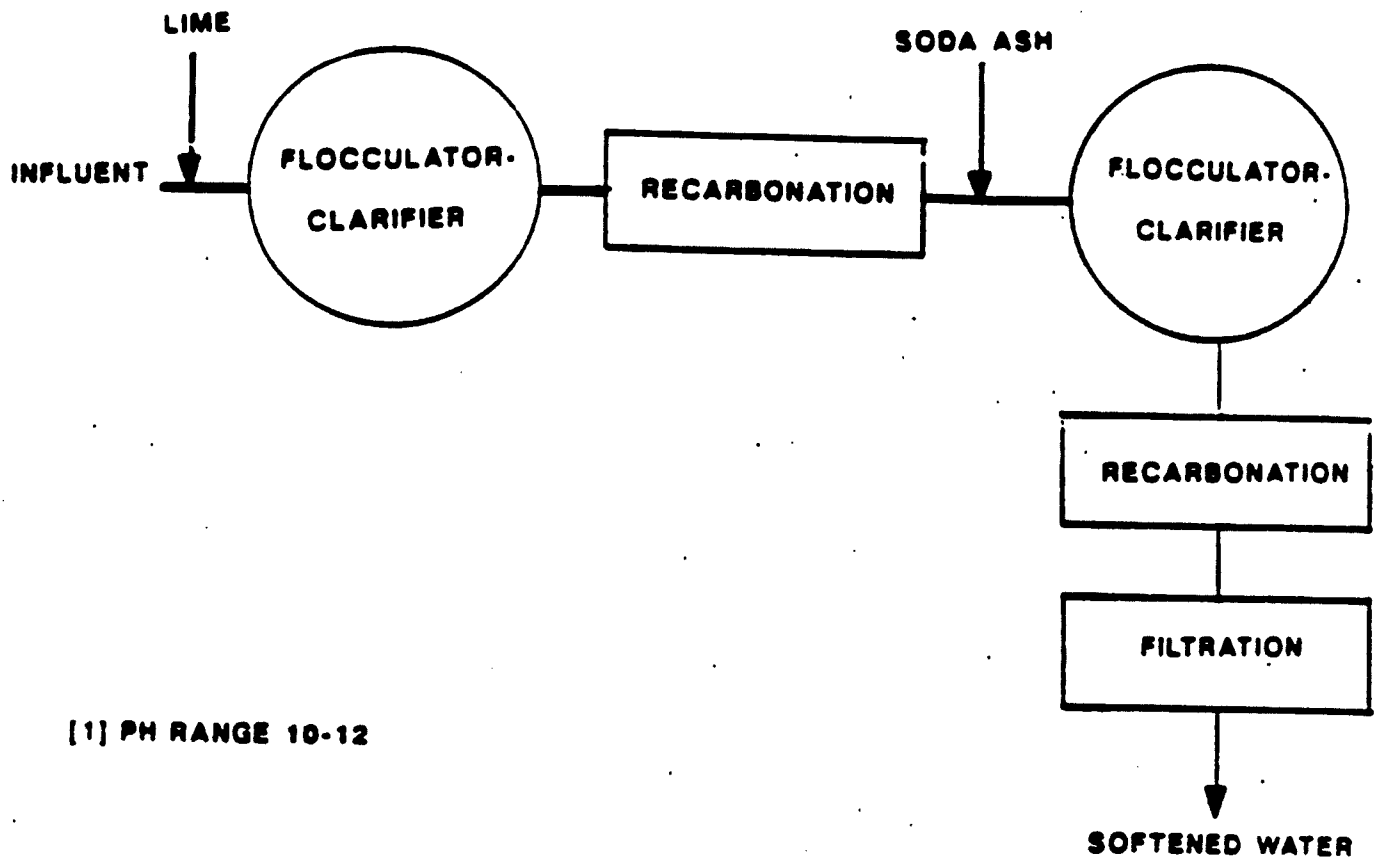 LIME
SODA ASH
INFLUENT
FLOCCULATOR-
CLARIFIER
RECARBONATION
FLOCCULATOR-
CLARIFIER
RECARBONATION
FILTRATION
[1] PH RANGE 10-12
SOFTENED WATER